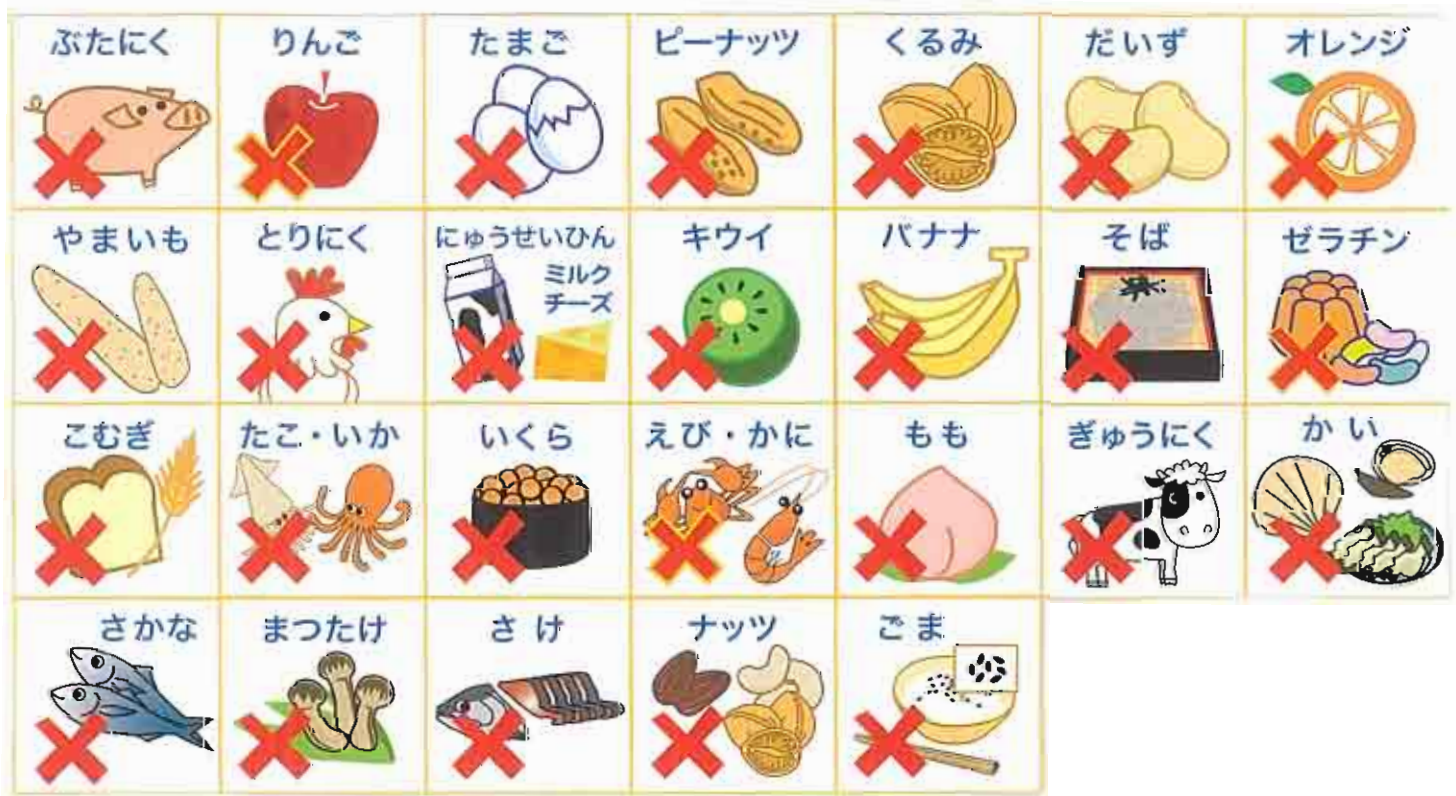 ぶたにく
りんご
たまご
ピーナッツ
くるみ
だいず
オレンジ
やまいも
とりにく
にゅうせいひん
ミルク
チーズ
キウイ
バナナ
そば
ゼラチン
こむぎ
たこ・いか
いくら
えび・かに
もも
ぎゅうにく
かい
さかな
まつたけ
さけ
ナッツ
ごま